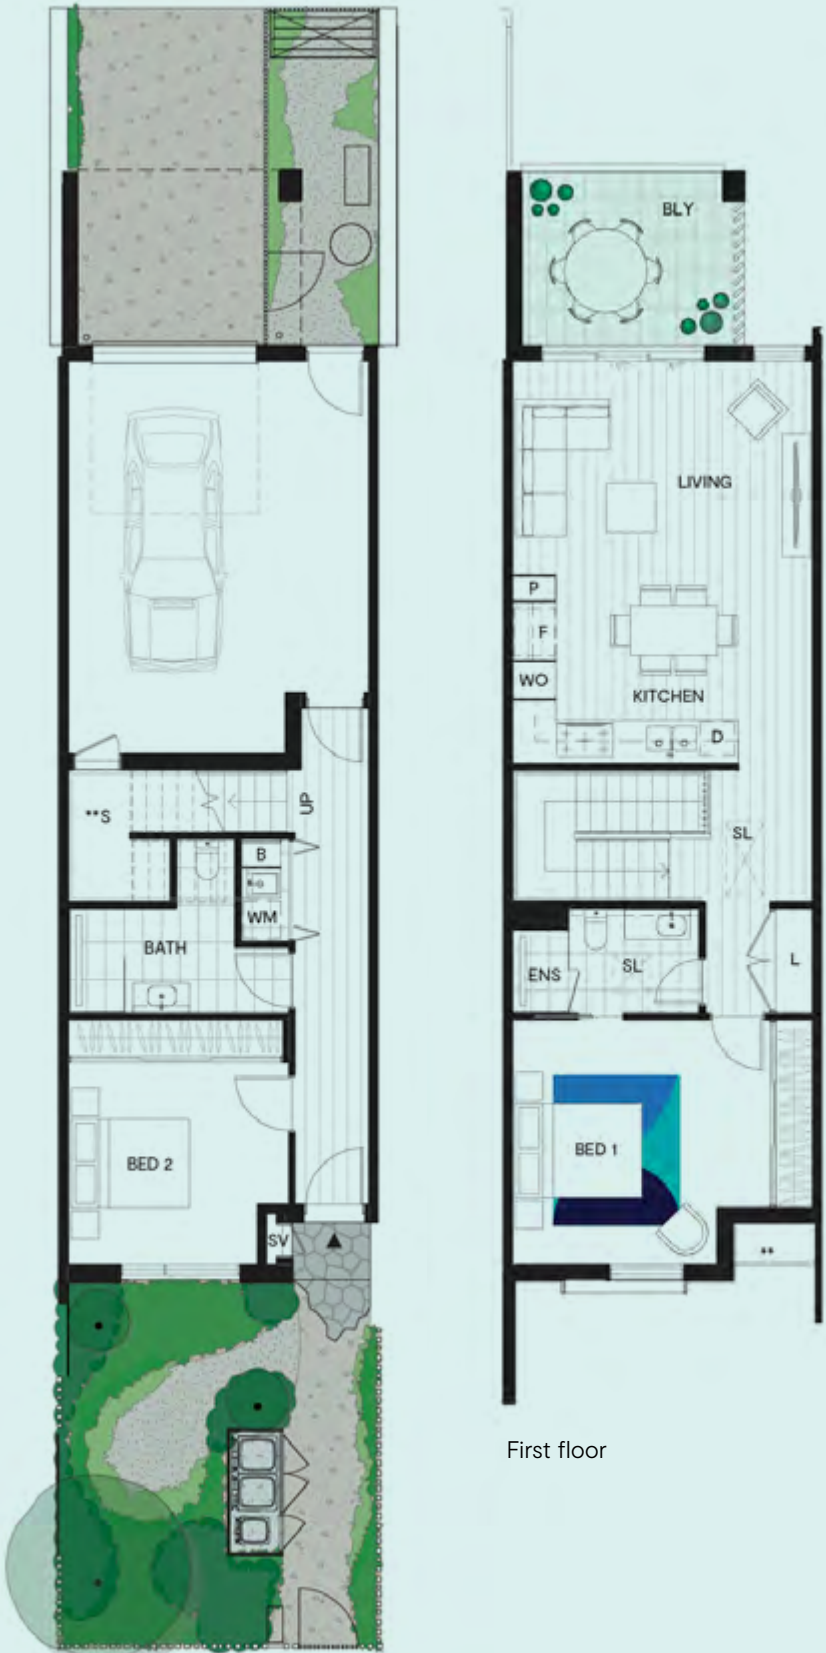 UP
**S
B
WM
BATH
BED 2
SV
BLY
LIVING
P
F
WO
KITCHEN
D
SL
L
SL
ENS
BED 1
**
First floor